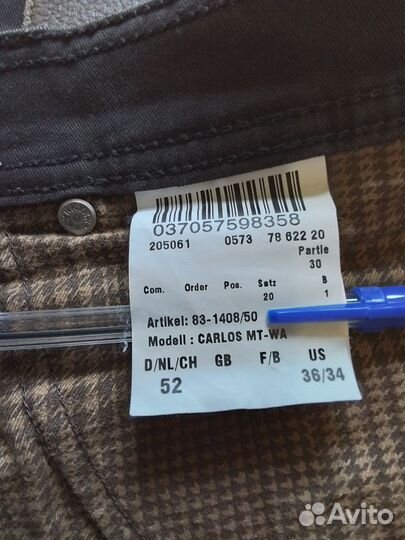 037057598358
205061 0573 78 622 20
Partie
30
Com. Order Pos. Satz B
20 1
Artikel: 83-1408/50
Modell : CARLOS MT-WA
D/NL/CH GB F/B US
52 36/34
Avito